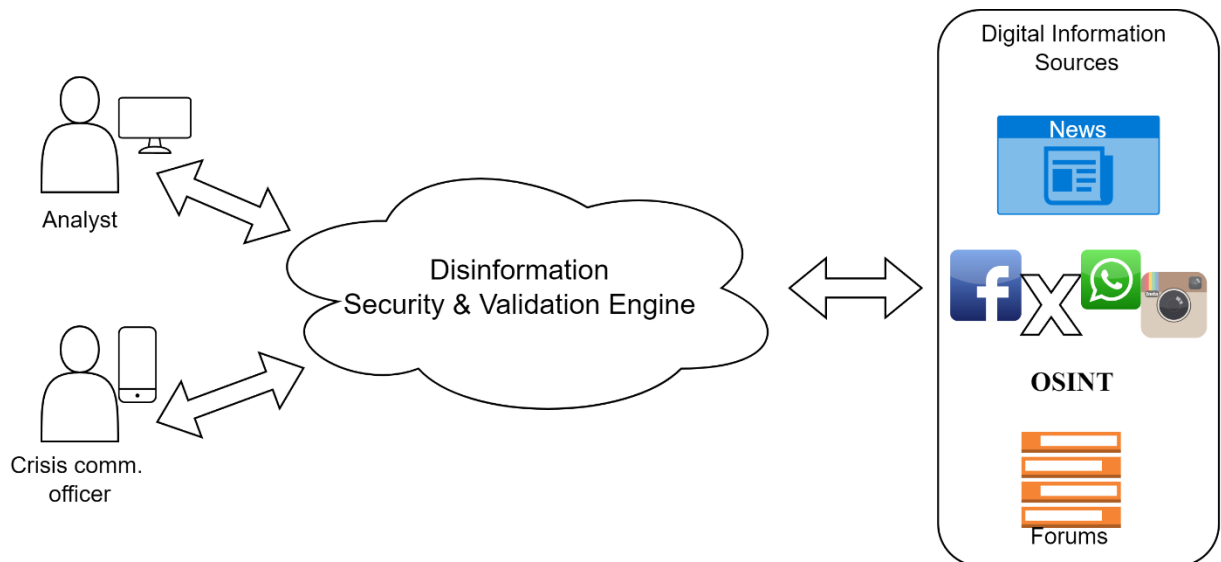 Digital Information
Sources
News
Analyst
Disinformation
Security & Validation Engine
f
X
OSINT
Crisis comm.
officer
Forums